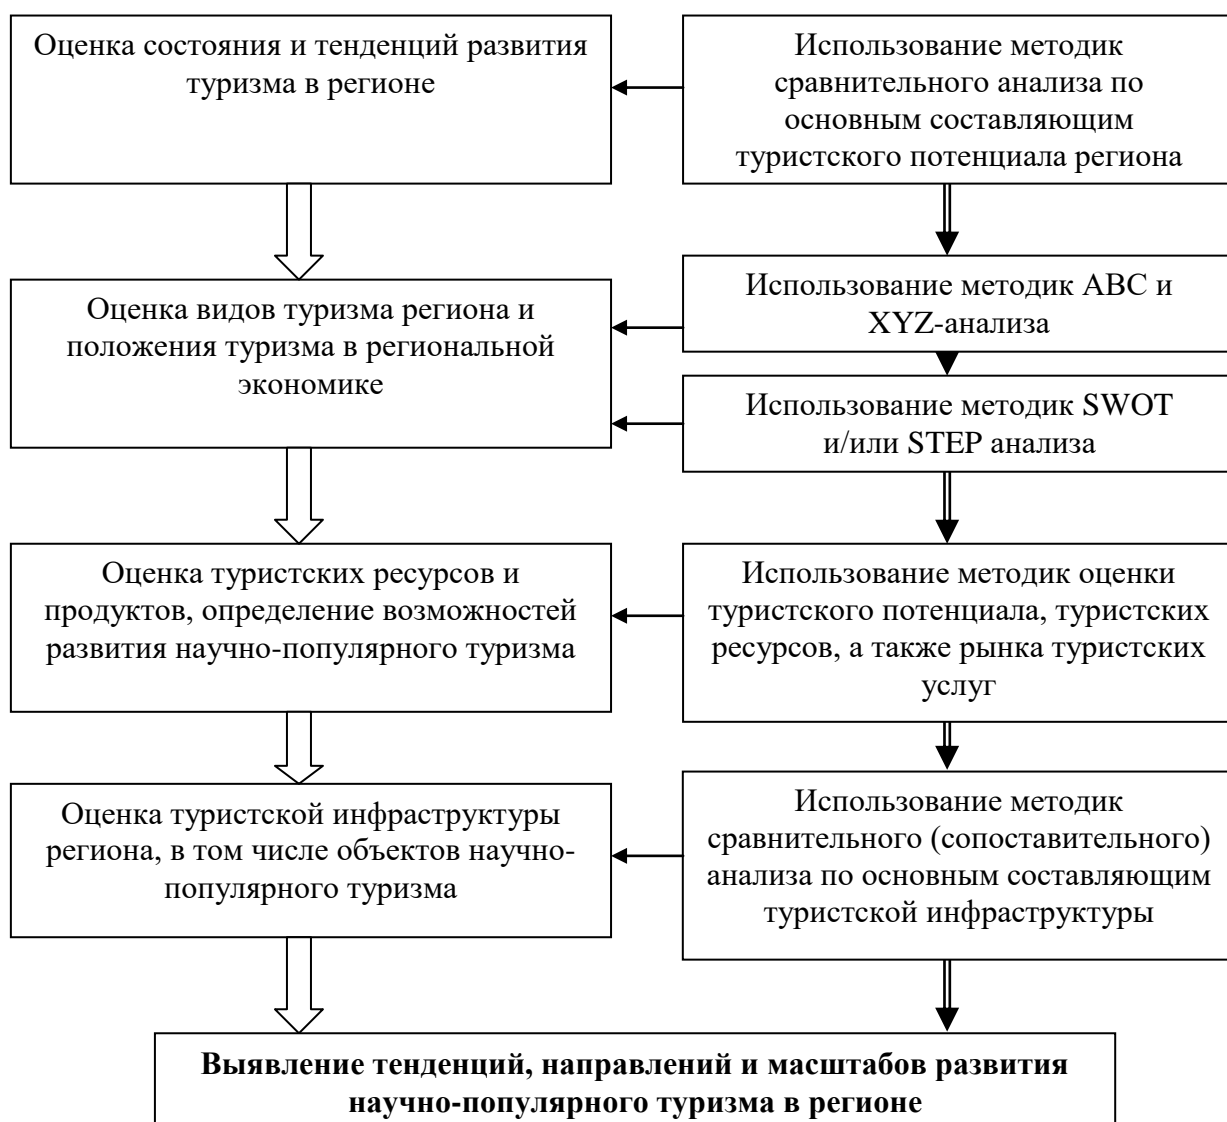 Оценка состояния и тенденций развития
туризма в регионе
Использование методик
сравнительного анализа по
основным составляющим
туристского потенциала региона
Оценка видов туризма региона и
положения туризма в региональной
экономике
Использование методик ABC и
XYZ-анализа
Использование методик SWOT
и/или STEP анализа
Оценка туристских ресурсов и
продуктов, определение возможностей
развития научно-популярного туризма
Использование методик оценки
туристского потенциала, туристских
ресурсов, а также рынка туристских
услуг
Оценка туристской инфраструктуры
региона, в том числе объектов научно-
популярного туризма
Использование методик
сравнительного (сопоставительного)
анализа по основным составляющим
туристской инфраструктуры
Выявление тенденций, направлений и масштабов развития
научно-популярного туризма в регионе